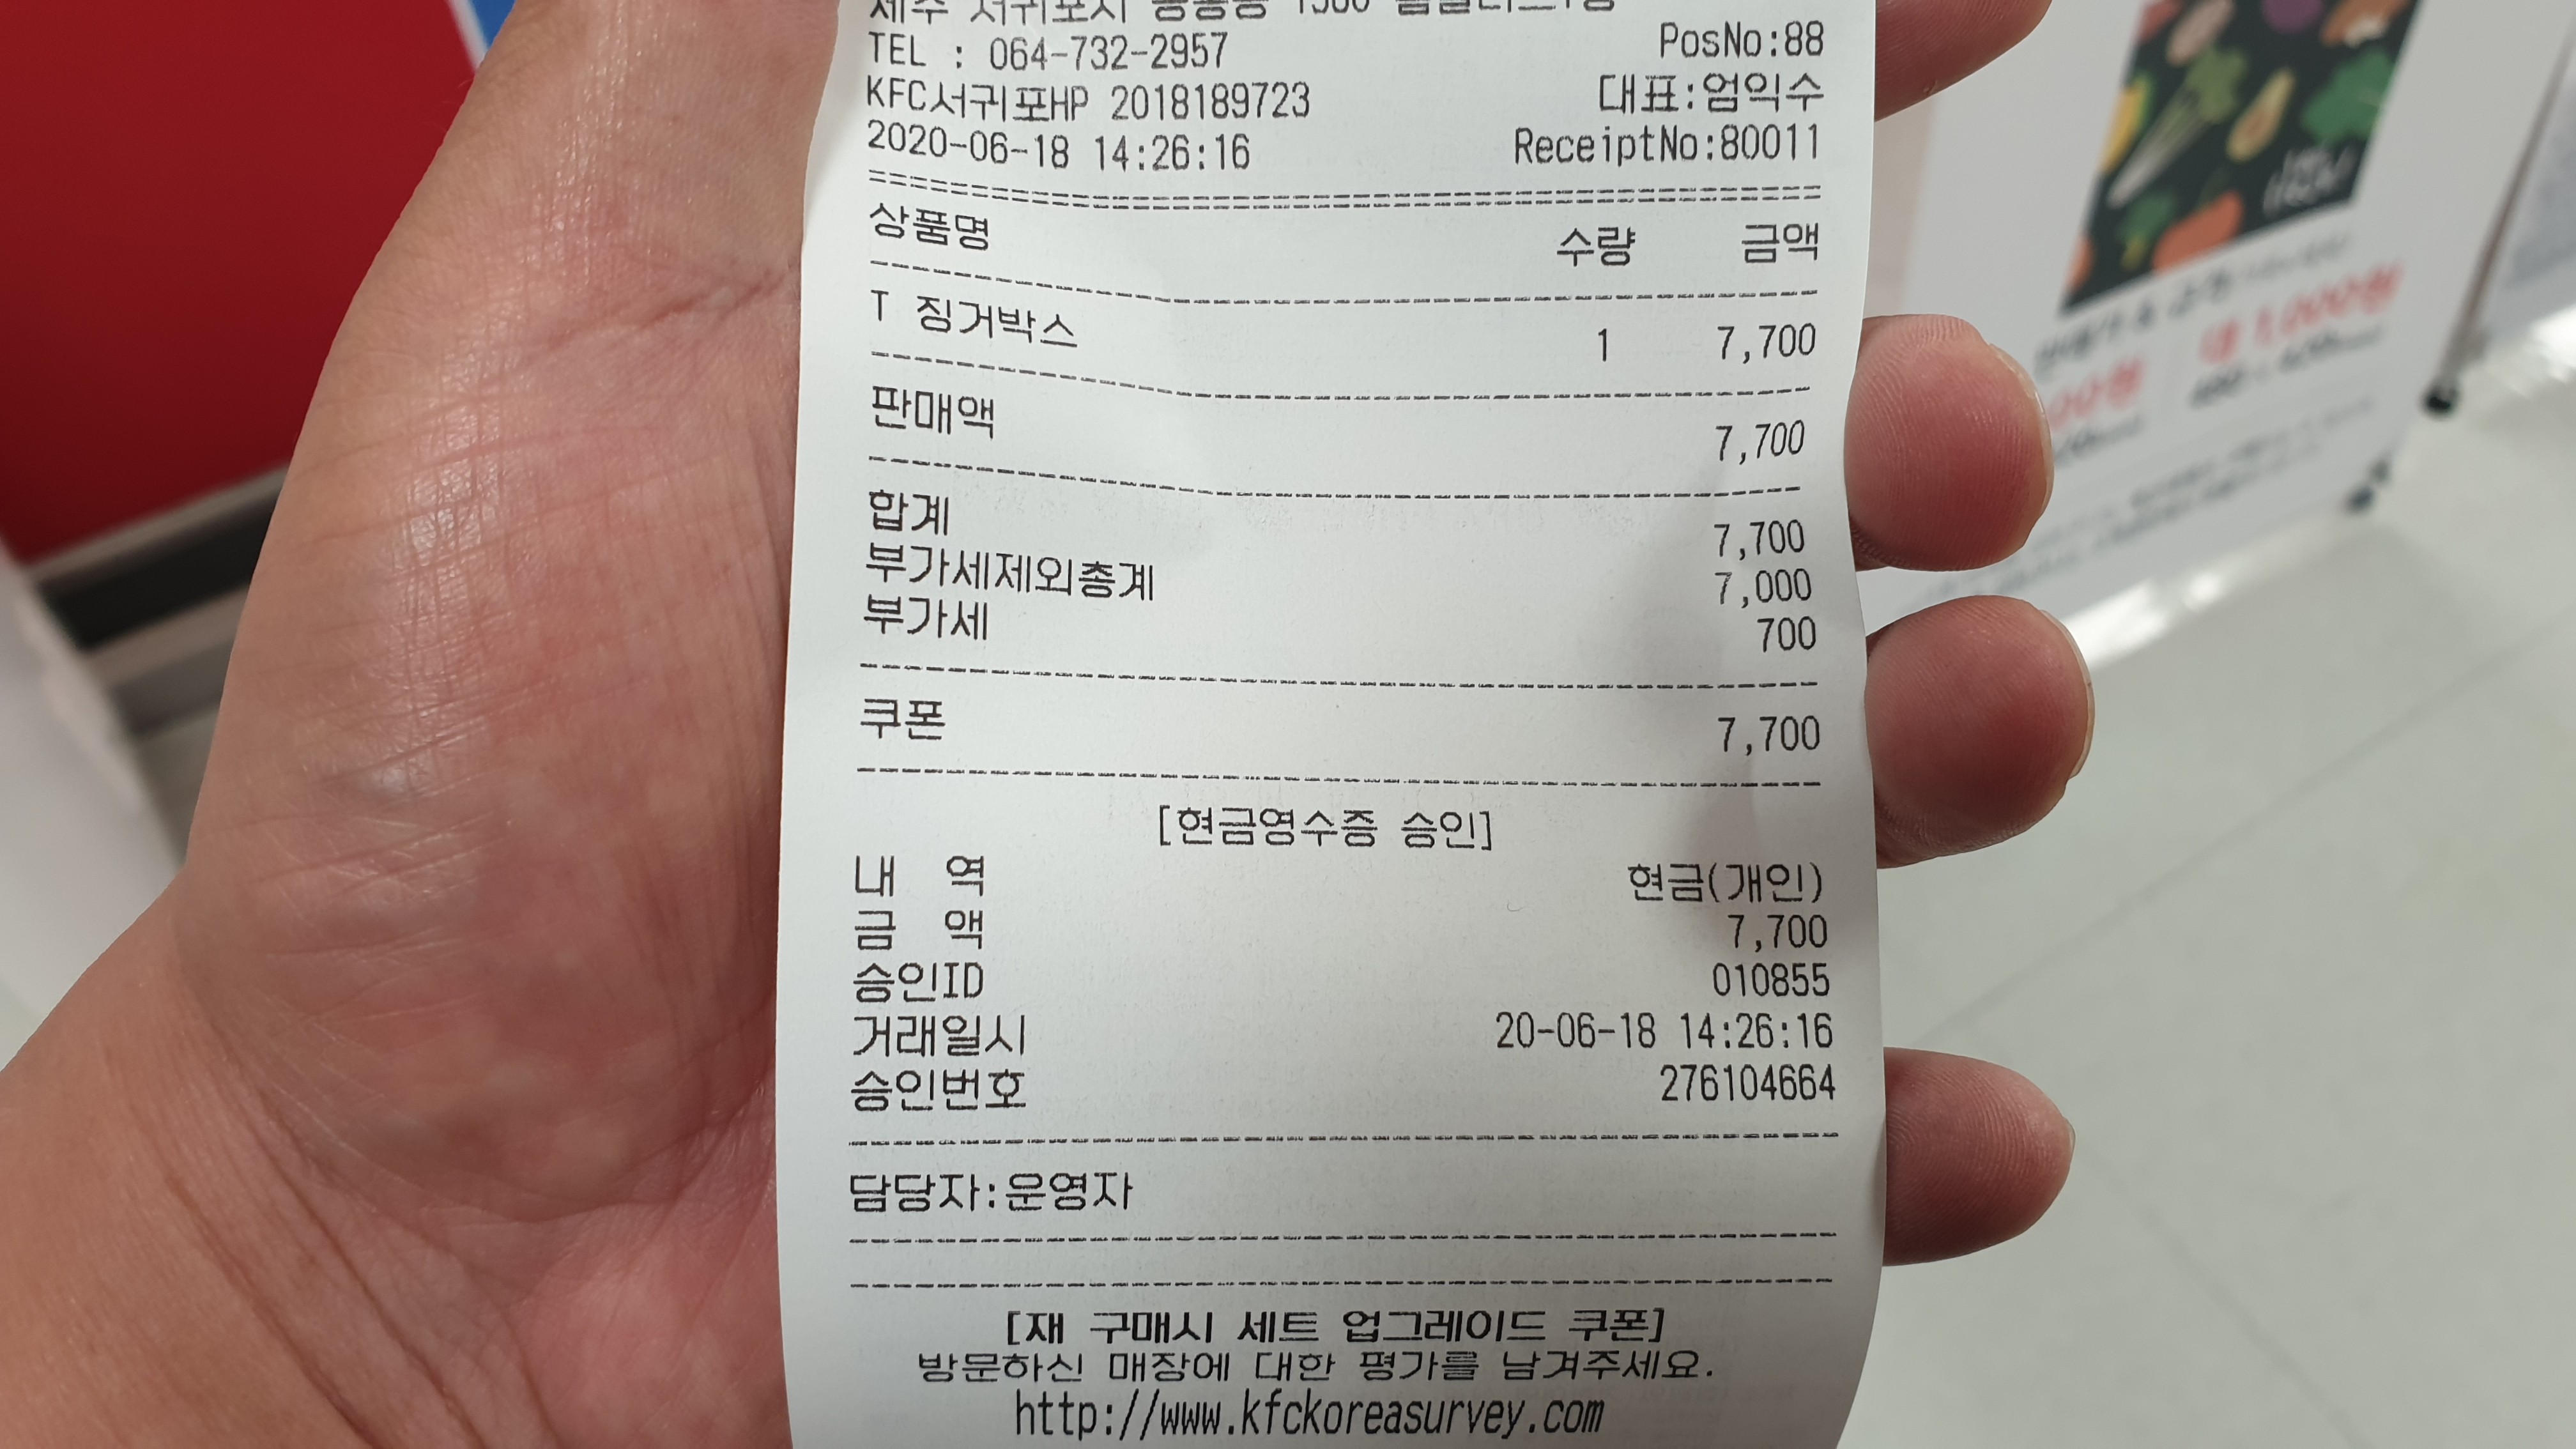 제주 서귀포시
TEL : 064-732-2957 PosNo:88
KFC서귀포HP 2018189723 대표:엄익수
2020-06-18 14:26:16 ReceiptNo:80011
상품명 수량 금액
T 징거박스 1 7,700
판매액 7,700
합계 7,700
부가세제외총계 7,000
부가세 700
쿠폰 7,700
[현금영수증 승인]
내 역 현금(개인)
금 액 7,700
승인ID 010855
거래일시 20-06-18 14:26:16
승인번호 276104664
담당자:운영자
[재 구매시 세트 업그레이드 쿠폰]
방문하신 매장에 대한 평가를 남겨주세요.
http://www.kfckoreasurvey.com